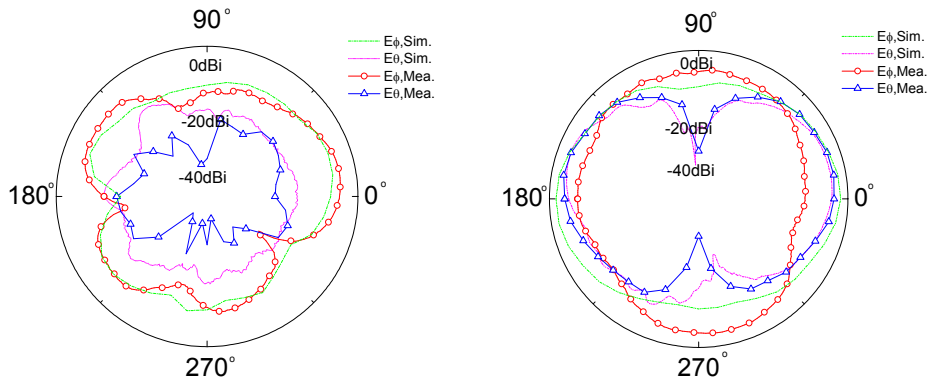 90°
Eϕ,Sim.
Eθ,Sim.
Eϕ,Mea.
Eθ,Mea.
0dBi
-20dBi
-40dBi
180°
0°
270°
90°
Eϕ,Sim.
Eθ,Sim.
Eϕ,Mea.
Eθ,Mea.
0dBi
-20dBi
-40dBi
180°
0°
270°